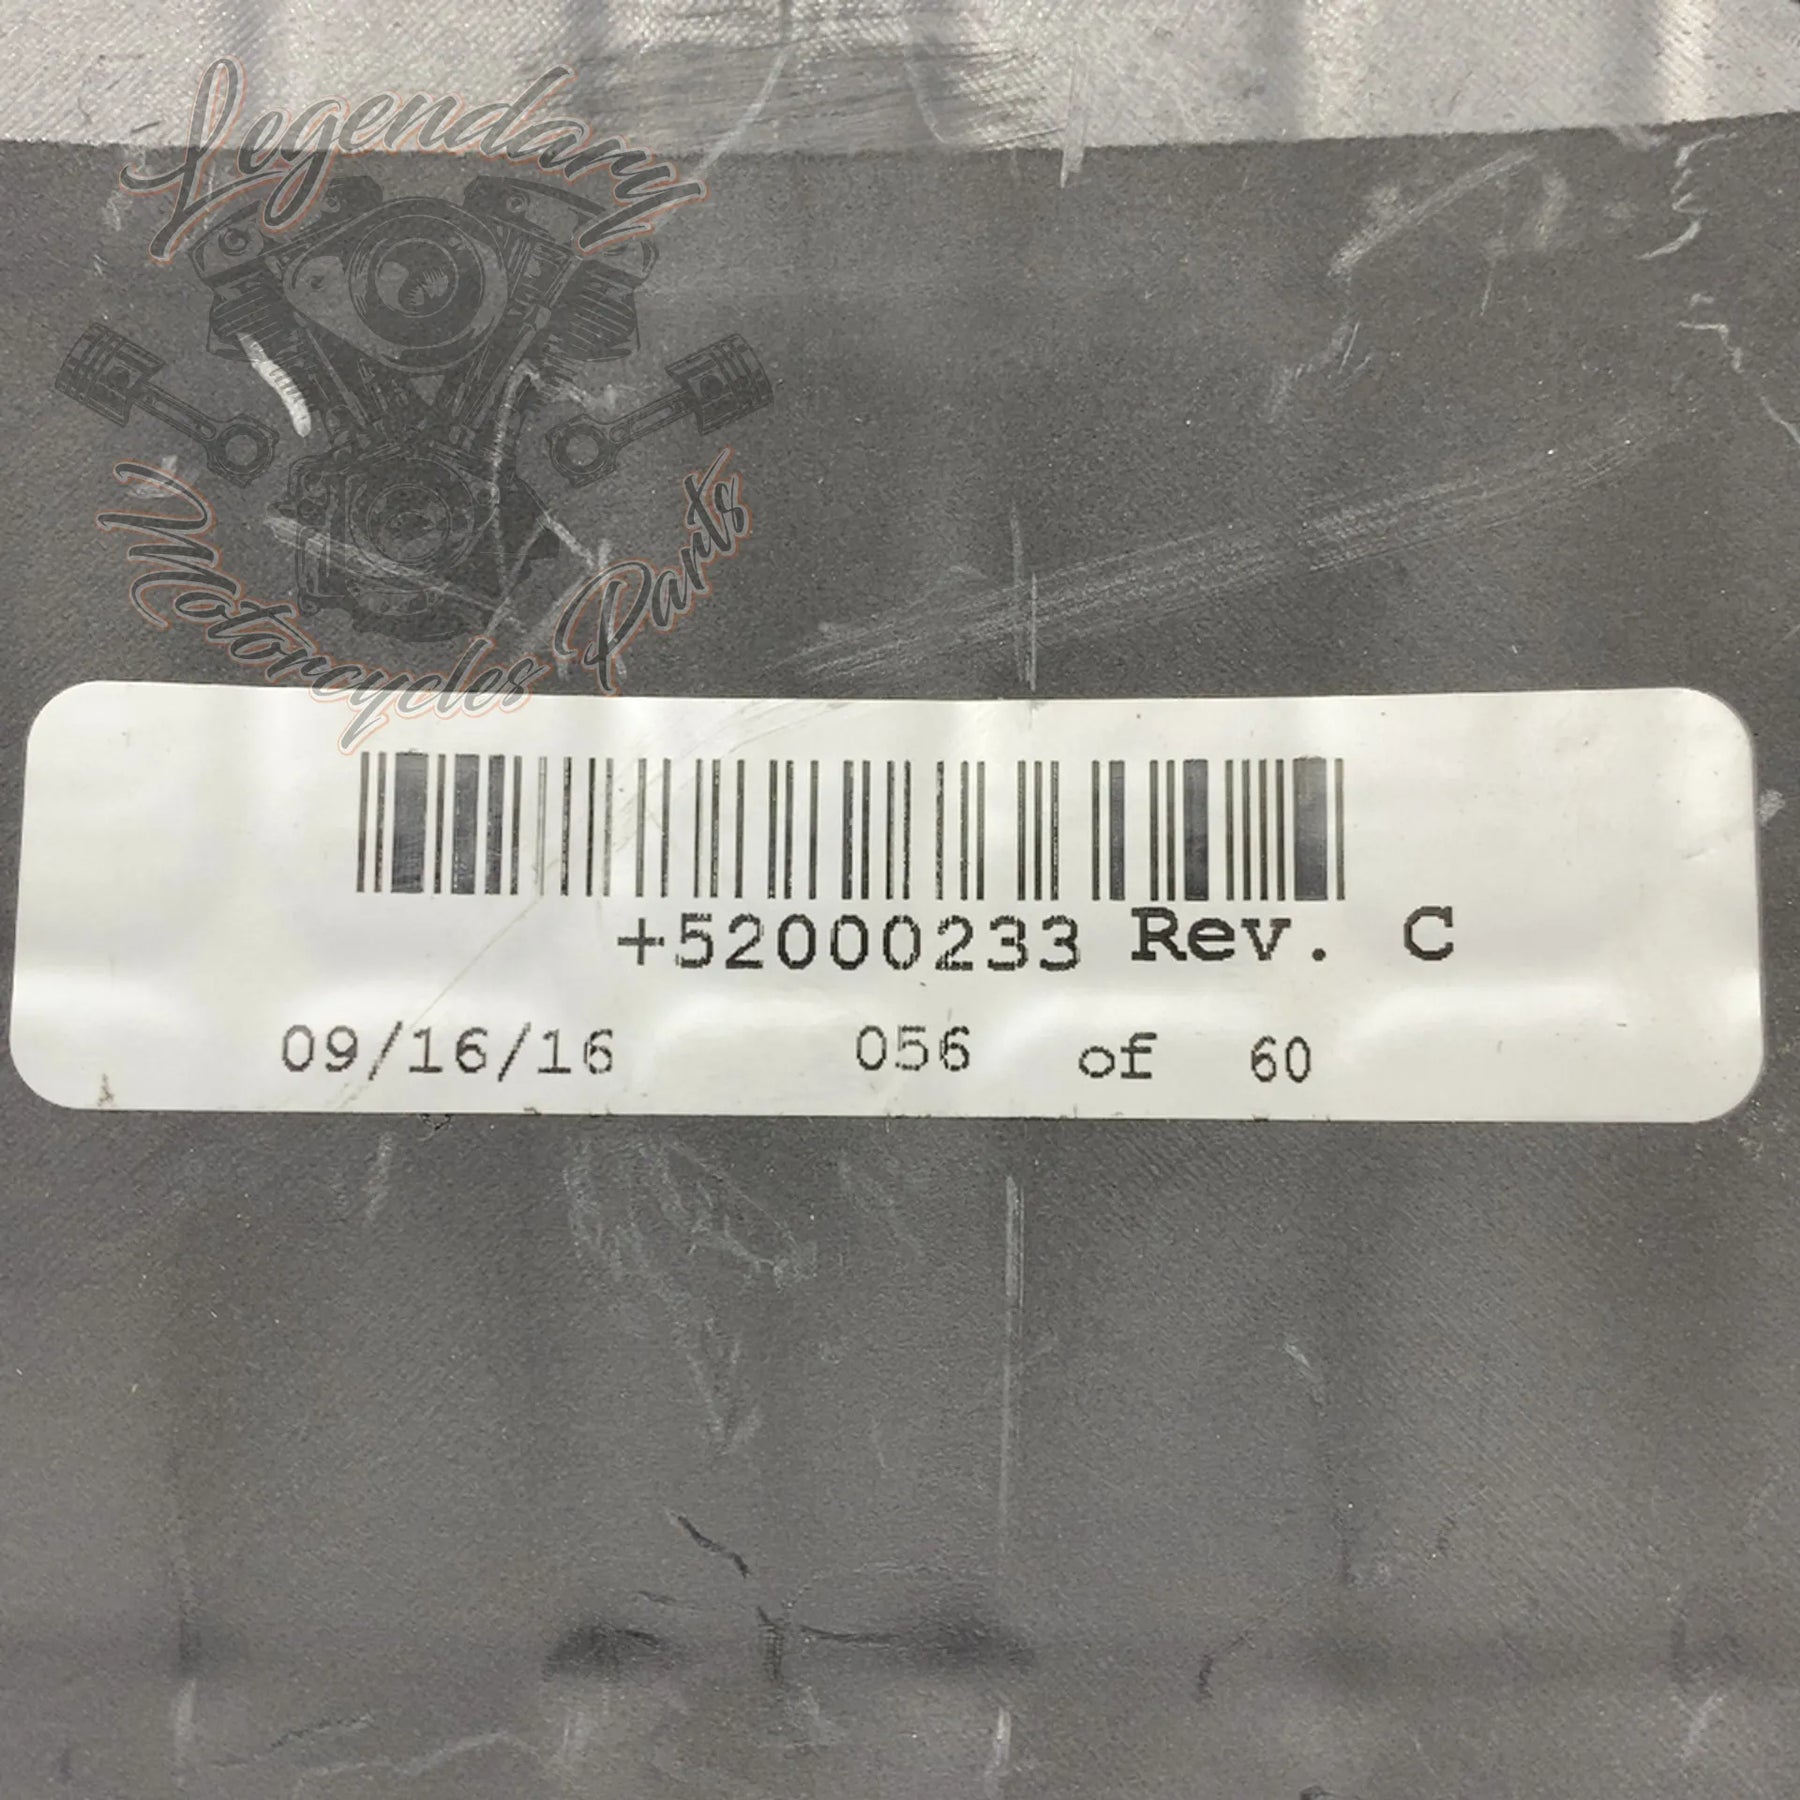 Legendary
Motorcycles Parts
+52000233 Rev. C
09/16/16 056 of 60